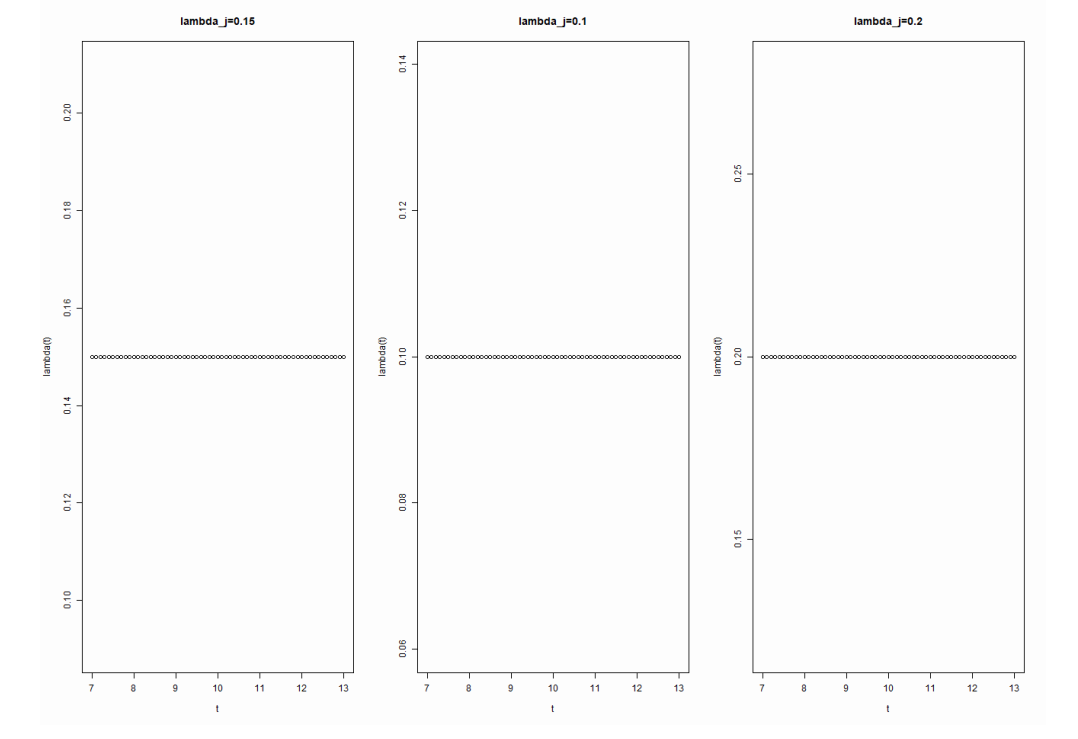 lambda_j=0.15
lambda(t)
0.20
0.18
0.16
0.14
0.12
0.10
7 8 9 10 11 12 13
t
lambda_j=0.1
lambda(t)
0.14
0.12
0.10
0.08
0.06
7 8 9 10 11 12 13
t
lambda_j=0.2
lambda(t)
0.25
0.20
0.15
7 8 9 10 11 12 13
t